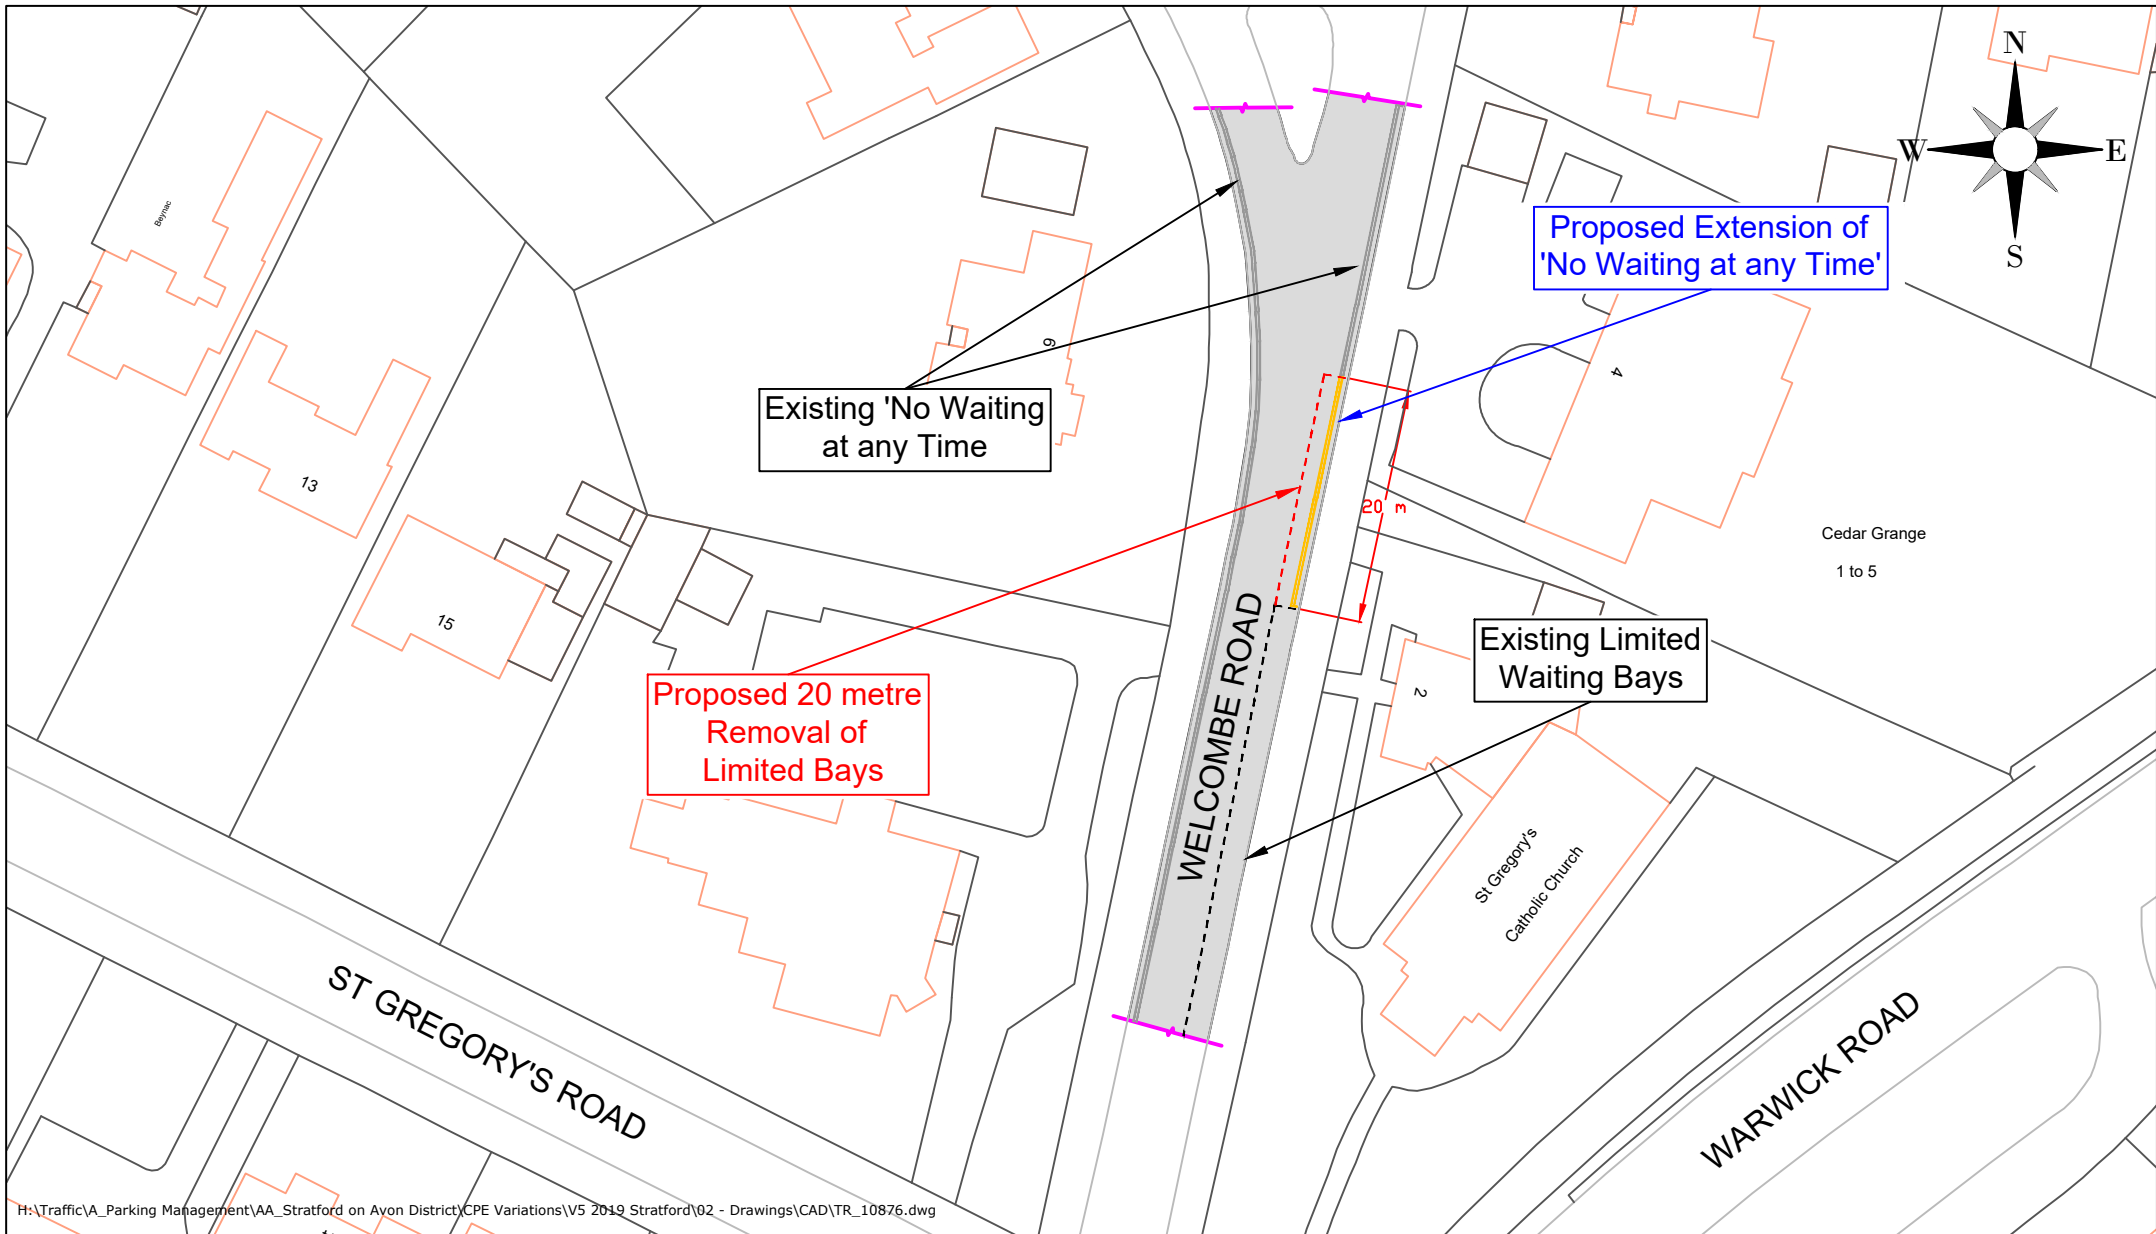 N
W
E
S
Beynac
Proposed Extension of
'No Waiting at any Time'
6
4
Existing 'No Waiting
at any Time
13
20 m
Cedar Grange
1 to 5
15
Existing Limited
Waiting Bays
2
Proposed 20 metre
Removal of
Limited Bays
WELCOMBE ROAD
St Gregory's
Catholic Church
ST GREGORY'S ROAD
WARWICK ROAD
H:\Traffic\A_Parking Management\AA_Stratford on Avon District\CPE Variations\V5 2019 Stratford\02 - Drawings\CAD\TR_10876.dwg